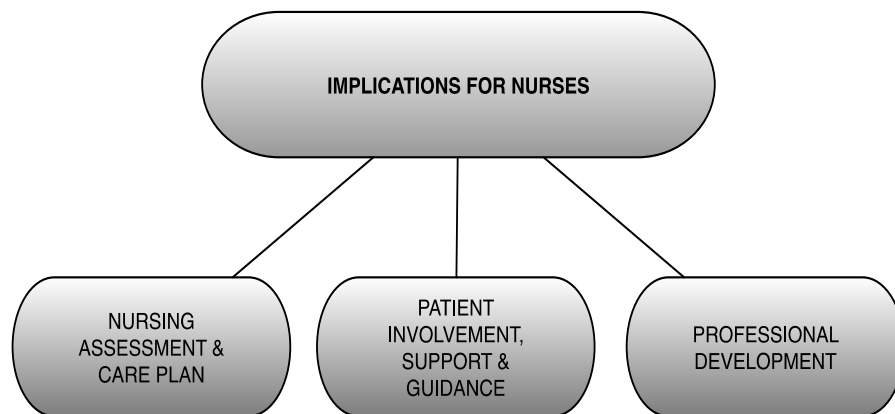 IMPLICATIONS FOR NURSES
NURSING
ASSESSMENT &
CARE PLAN
PATIENT
INVOLVEMENT,
SUPPORT &
GUIDANCE
PROFESSIONAL
DEVELOPMENT